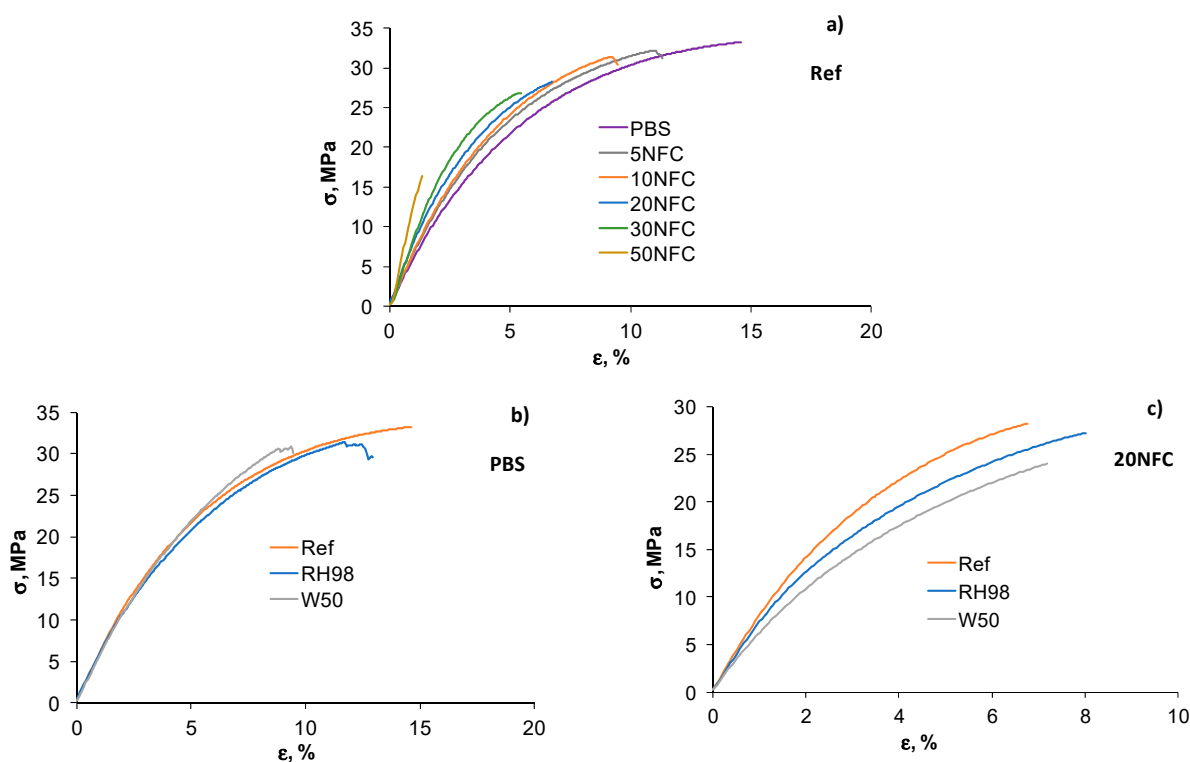 a)
Ref
35
30
25
20
15
10
5
0
σ, MPa
PBS
5NFC
10NFC
20NFC
30NFC
50NFC
0 5 10 15 20
ε, %
b)
PBS
35
30
25
20
15
10
5
0
σ, MPa
Ref
RH98
W50
0 5 10 15 20
ε, %
c)
20NFC
30
25
20
15
10
5
0
σ, MPa
Ref
RH98
W50
0 2 4 6 8 10
ε, %